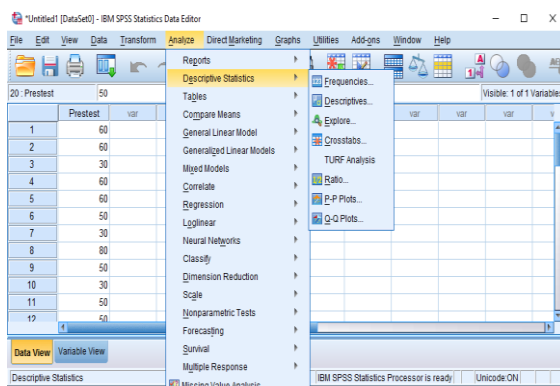 *Untitled1 [DataSet0] - IBM SPSS Statistics Data Editor
File Edit View Data Transform Analyze Direct Marketing Graphs Utilities Add-ons Window Help
20 : Prestest 50 Visible: 1 of 1 Variables
Prestest var var var var
1 60
2 60
3 30
4 60
5 60
6 50
7 30
8 80
9 50
10 30
11 50
12 50
Reports
Descriptive Statistics
Tables
Compare Means
General Linear Model
Generalized Linear Models
Mixed Models
Correlate
Regression
Loglinear
Neural Networks
Classify
Dimension Reduction
Scale
Nonparametric Tests
Forecasting
Survival
Multiple Response
Missing Value Analysis
Frequencies...
Descriptives...
Explore...
Crosstabs...
TURF Analysis
Ratio...
P-P Plots...
Q-Q Plots...
Data View Variable View
Descriptive Statistics IBM SPSS Statistics Processor is ready Unicode:ON